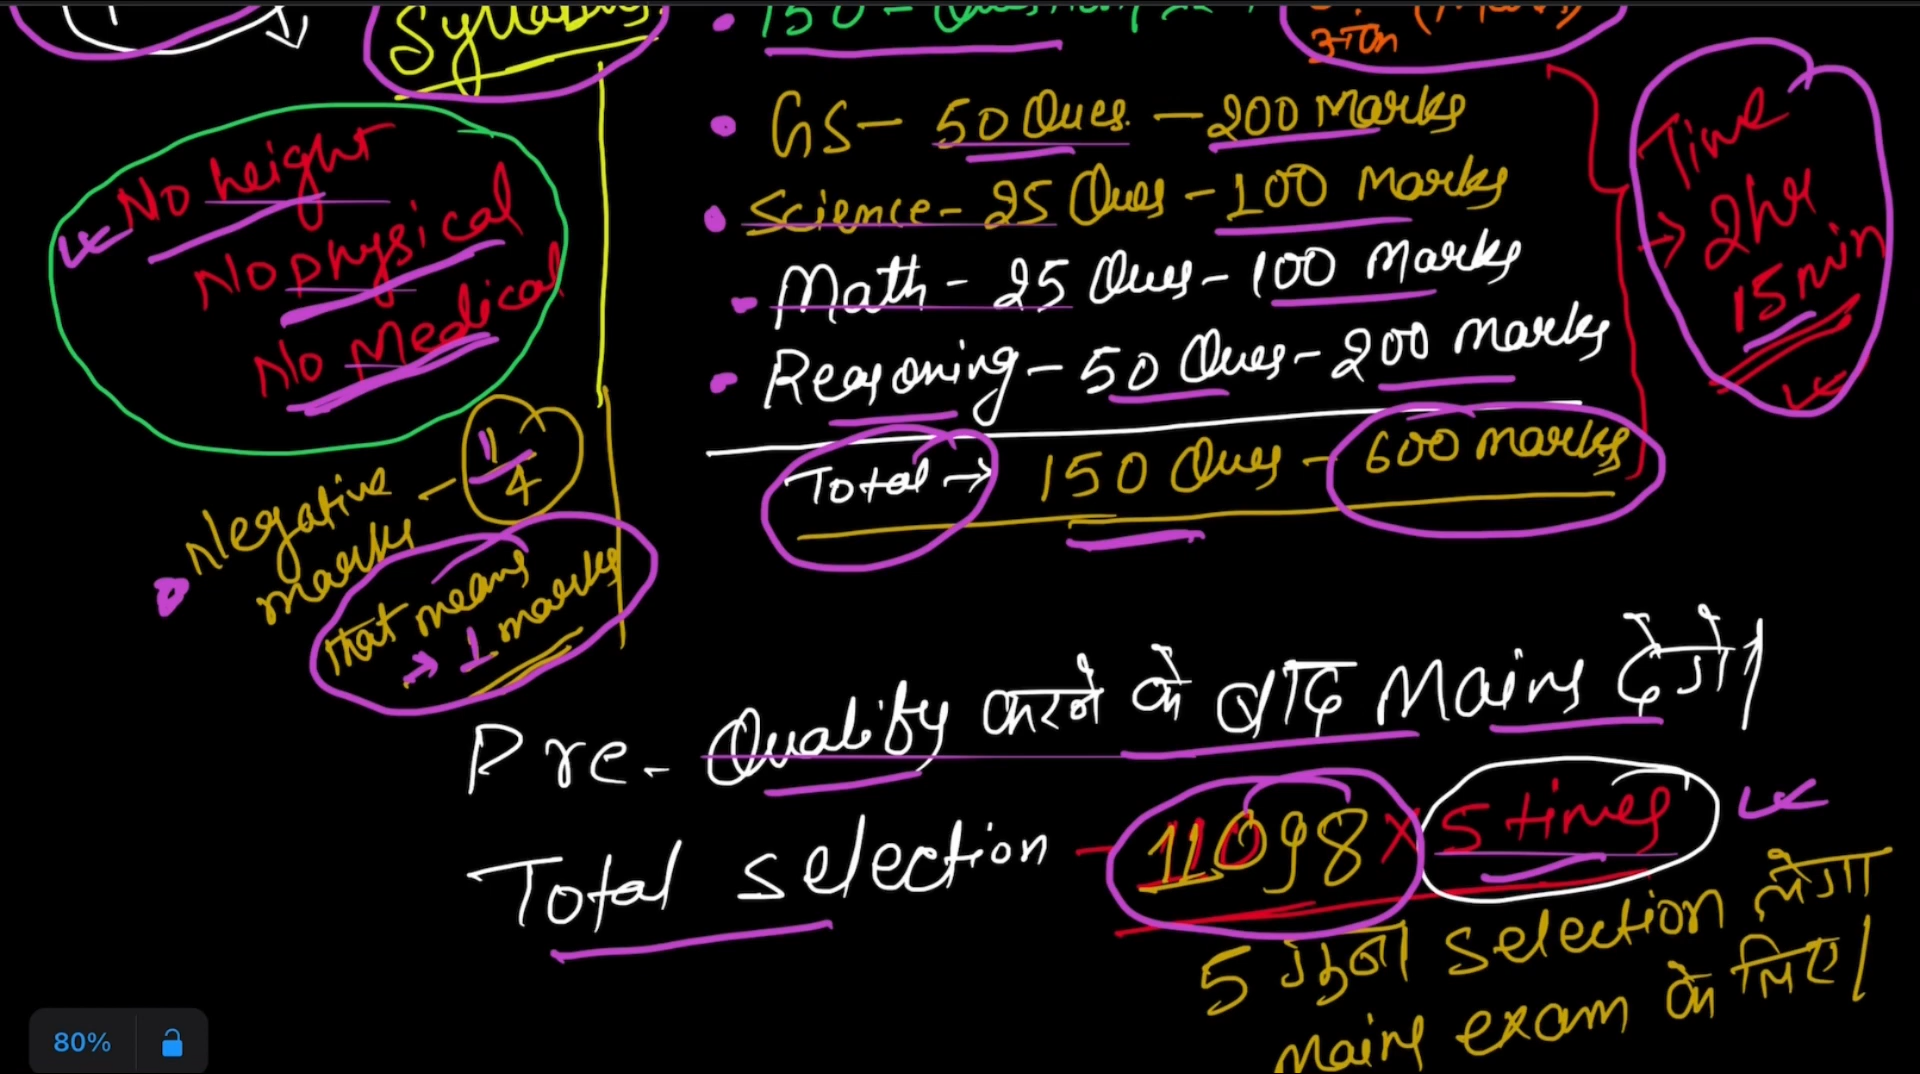 Syllabus
150 - Question
अंक
• GS - 50 Ques. - 200 Marks
• Science - 25 Ques - 100 Marks
• Math - 25 Ques - 100 Marks
• Reasoning - 50 Ques - 200 Marks
Total → 150 Ques - 600 marks
Time
→ 2hr
15 min
No height
No physical
No Medical
• Negative marks - 1/4
that means
→ 1 marks
Pre - Qualify करने के बाद Mains देंगे।
Total selection - 11098 × 5 times
5 गुना selection लेगा
mains exam के लिए।
80%